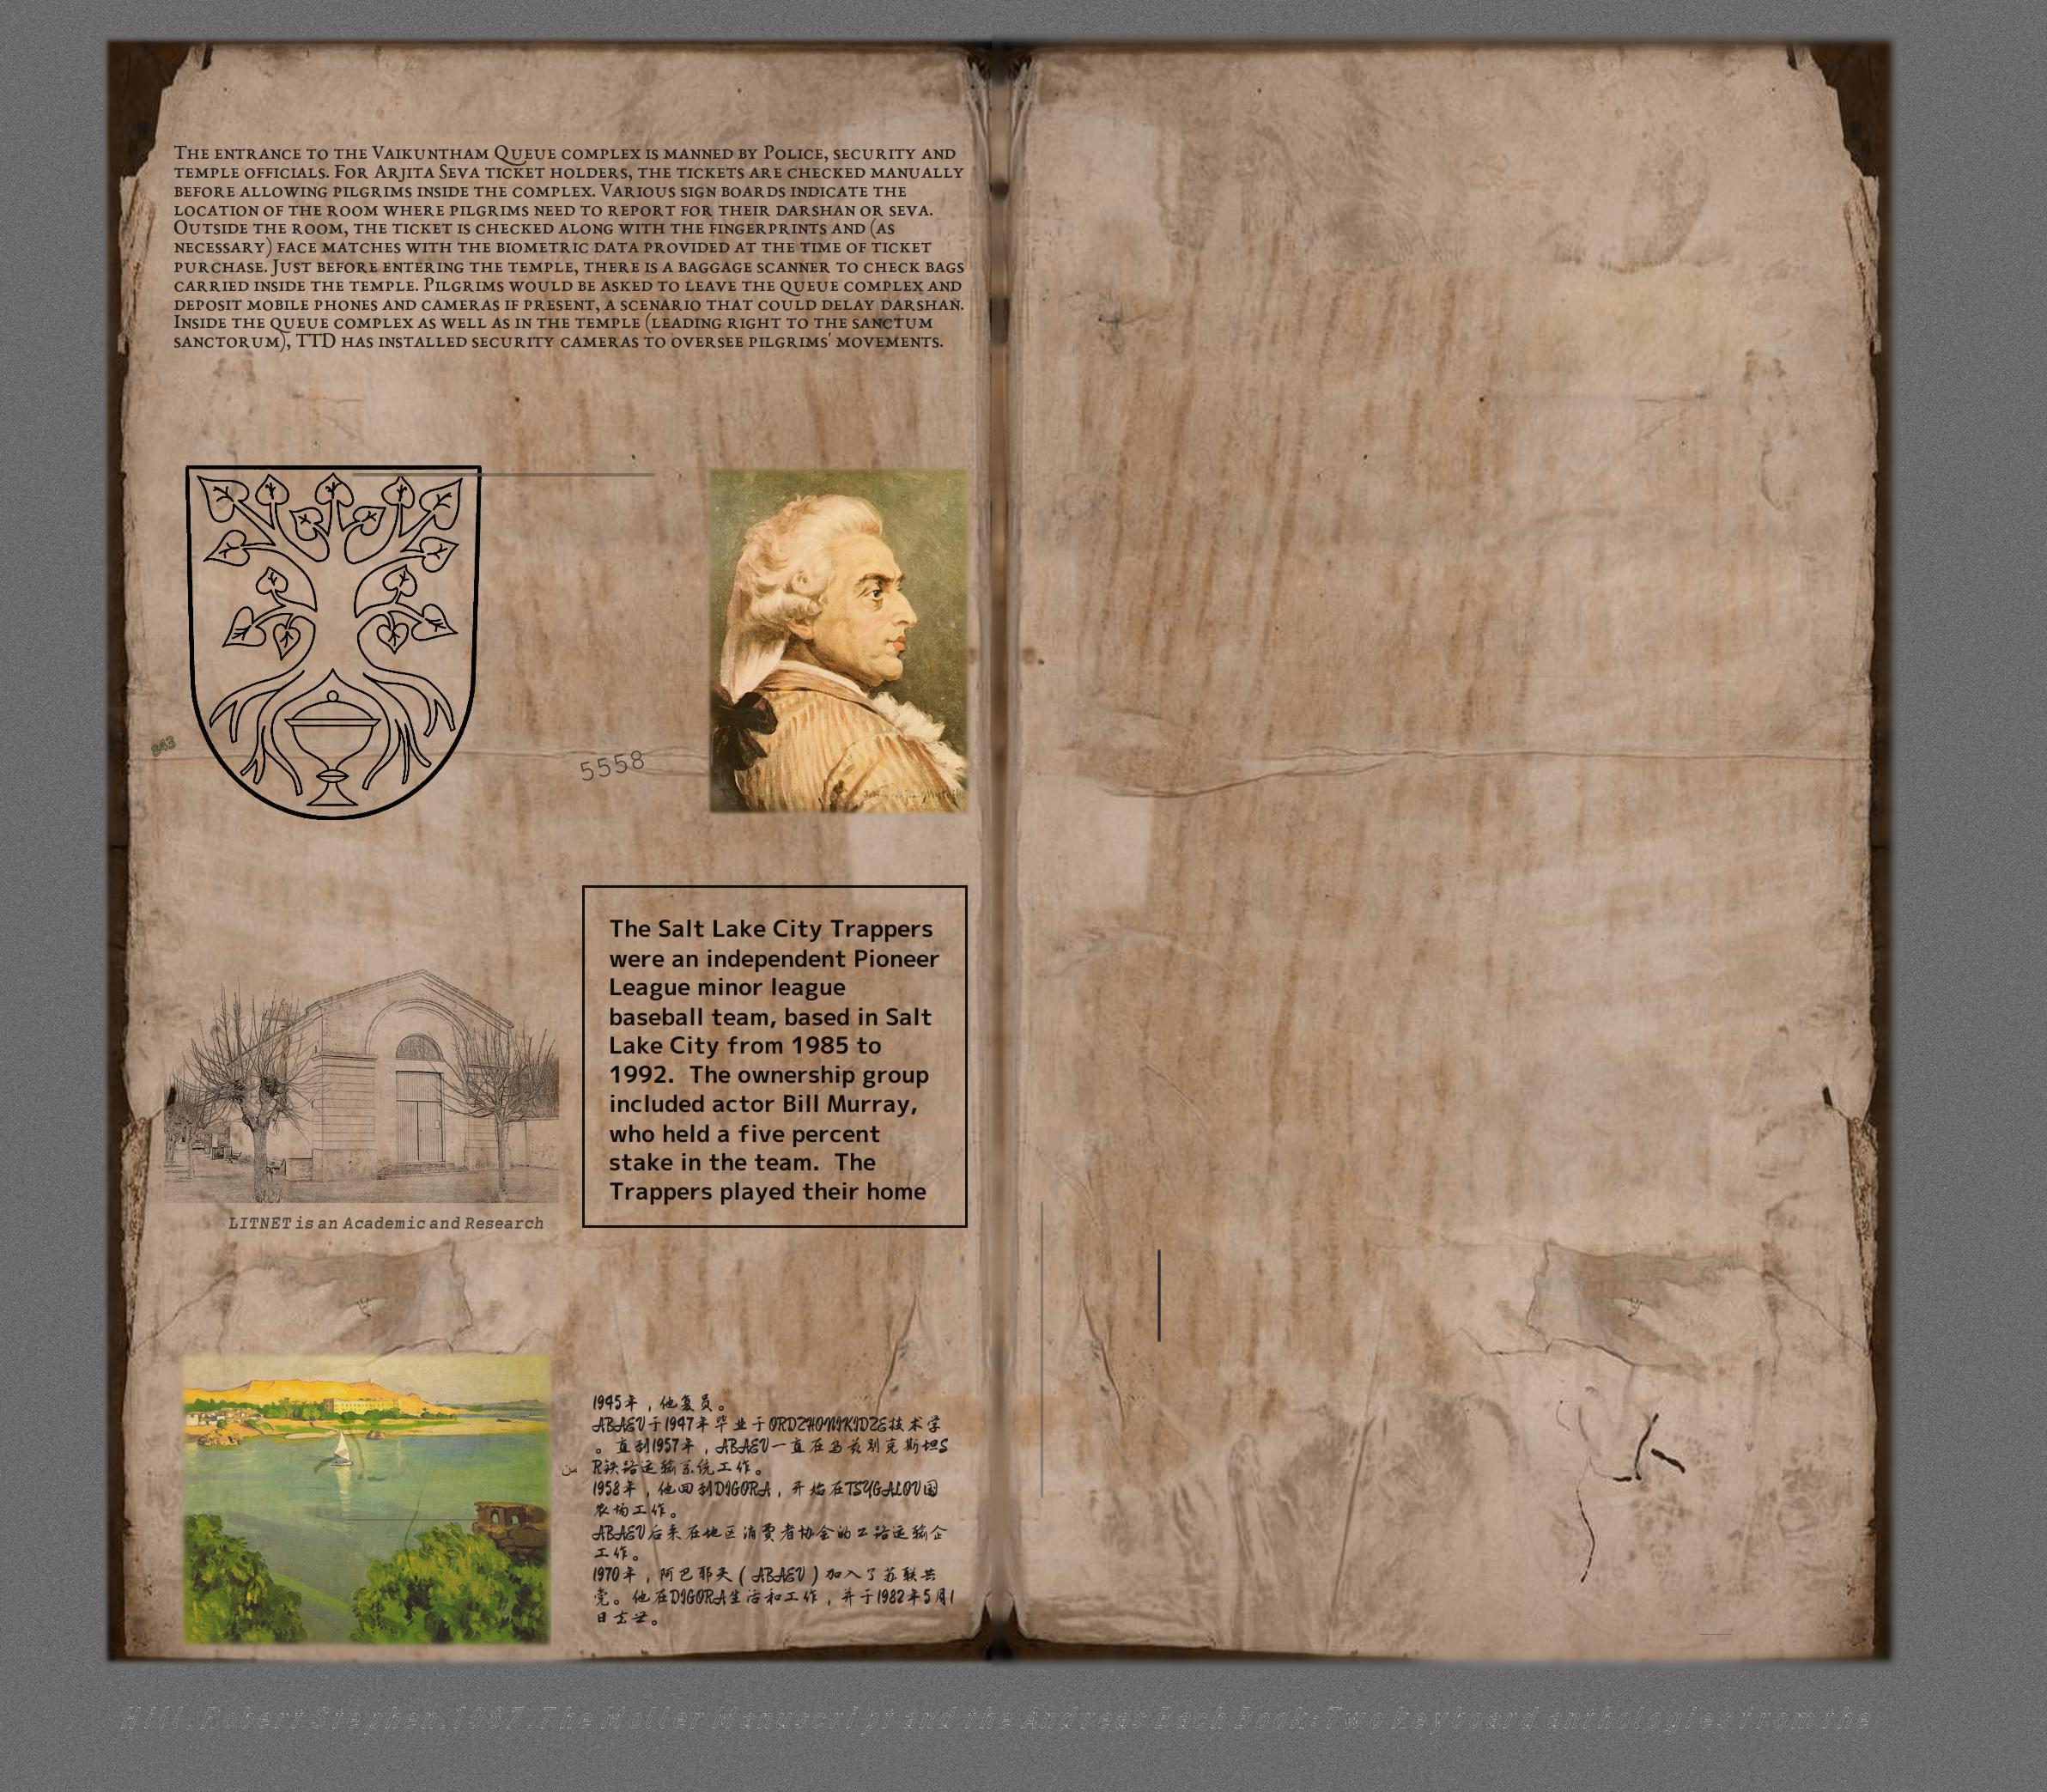 The entrance to the Vaikuntham Queue complex is manned by Police, security and
temple officials. For Arjita Seva ticket holders, the tickets are checked manually
before allowing pilgrims inside the complex. Various sign boards indicate the
location of the room where pilgrims need to report for their darshan or seva.
Outside the room, the ticket is checked along with the fingerprints and (as
necessary) face matches with the biometric data provided at the time of ticket
purchase. Just before entering the temple, there is a baggage scanner to check bags
carried inside the temple. Pilgrims would be asked to leave the queue complex and
deposit mobile phones and cameras if present, a scenario that could delay darshan.
Inside the queue complex as well as in the temple (leading right to the sanctum
sanctorum), TTD has installed security cameras to oversee pilgrims' movements.
843
5558
The Salt Lake City Trappers
were an independent Pioneer
League minor league
baseball team, based in Salt
Lake City from 1985 to
1992.  The ownership group
included actor Bill Murray,
who held a five percent
stake in the team.  The
Trappers played their home
LITNET is an Academic and Research
1945年，他复员。
ABAEV于1947年毕业于ORDZHONIKIDZE技术学
。直到1957年，ABAEV一直在乌兹别克斯坦S
R铁路运输系统工作。
من
1958年，他回到DIGORA，开始在TSYGALOV国
农场工作。
ABAEV后来在地区消费者协会的工路运输企
工作。
1970年，阿巴耶夫（ABAEV）加入了苏联共
党。他在DIGORA生活和工作，并于1982年5月1
日去世。
Hill, Robert Stephen. 1987. The Moller Manuscript and the Andreas Bach Book: Two keyboard anthologies from the